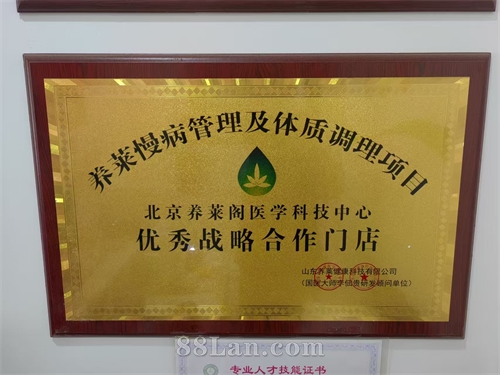 养莱慢病管理及体质调理项目
北京养莱阁医学科技中心
优秀战略合作门店
山东养莱健康科技有限公司
(国医大师李佃贵研发顾问单位)
88Lan.com
专业人才技能证书